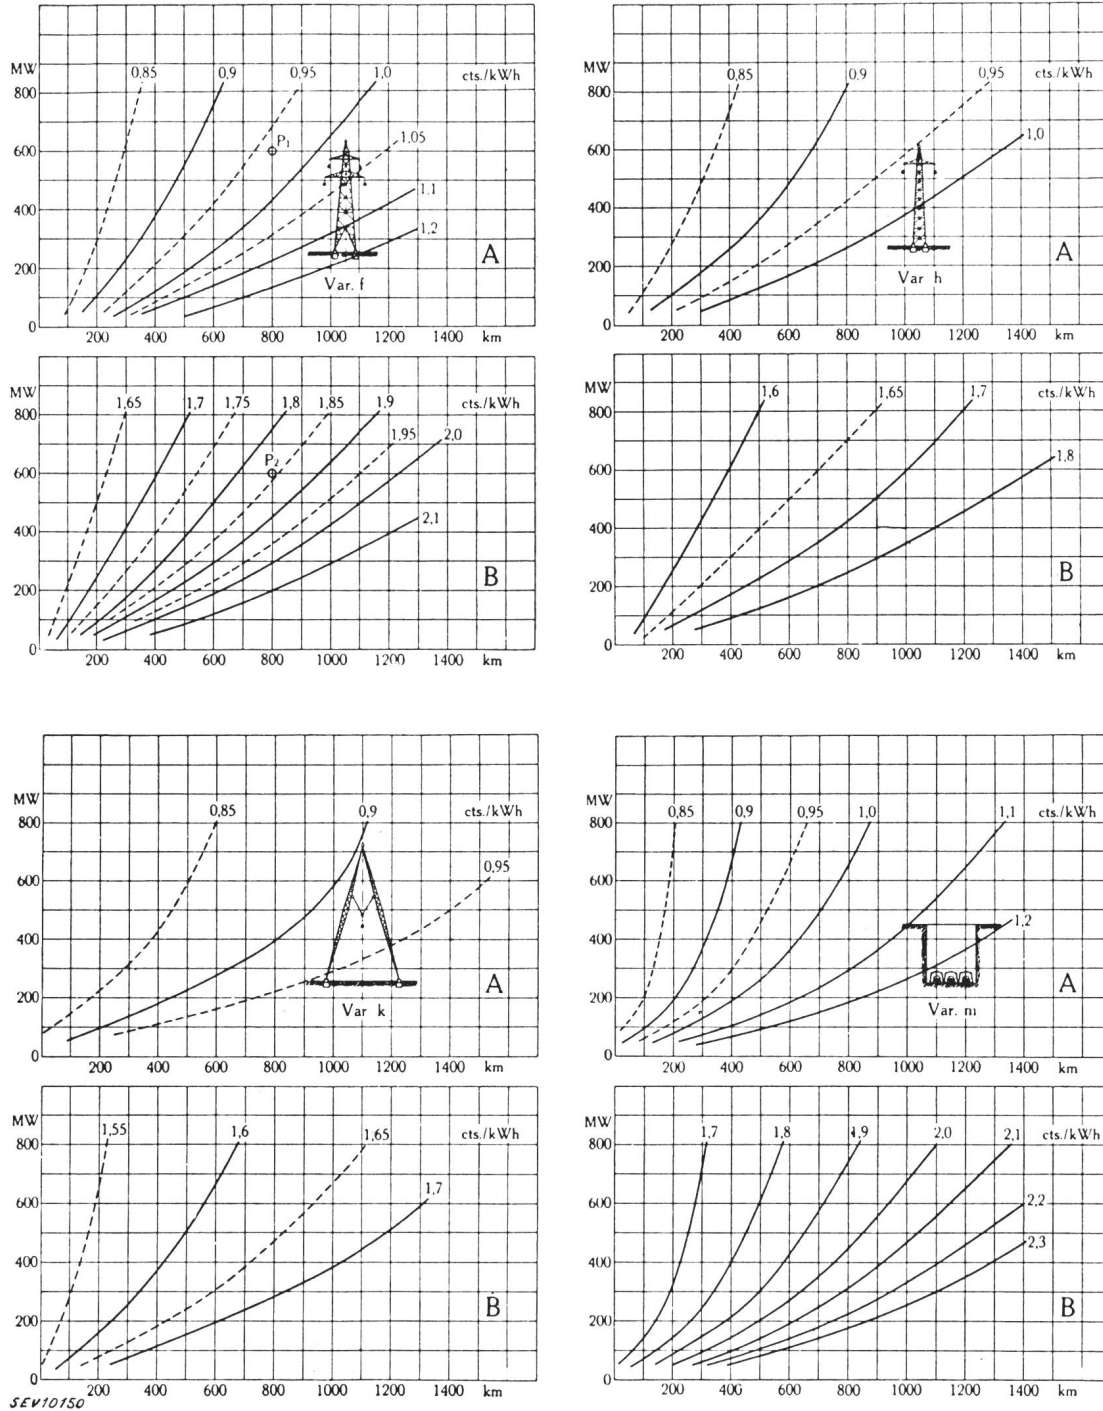 MW 0,85 0,9 0,95 1,0 cts./kWh
800
1,05
600 P₁
400 1,1
1,2
200 A
Var. f
0
200 400 600 800 1000 1200 1400 km
MW 0,85 0,9 0,95 cts./kWh
800
1,0
600
400
200 A
Var h
0
200 400 600 800 1000 1200 1400 km
MW 1,65 1,7 1,75 1,8 1,85 1,9 cts./kWh
800
1,95 2,0
600 P₂
400 2,1
200 B
0
200 400 600 800 1000 1200 1400 km
MW 1,6 1,65 1,7 cts./kWh
800
600 1,8
400
200 B
0
200 400 600 800 1000 1200 1400 km
MW 0,85 0,9 cts./kWh
800
0,95
600
400
200 A
Var k
0
200 400 600 800 1000 1200 1400 km
MW 0,85 0,9 0,95 1,0 1,1 cts./kWh
800
600
400 1,2
200 A
Var. m
0
200 400 600 800 1000 1200 1400 km
MW 1,55 1,6 1,65 cts./kWh
800
600 1,7
400
200 B
0
200 400 600 800 1000 1200 1400 km
MW 1,7 1,8 1,9 2,0 2,1 cts./kWh
800
600 2,2
2,3
400
200 B
0
200 400 600 800 1000 1200 1400 km
SEV10150